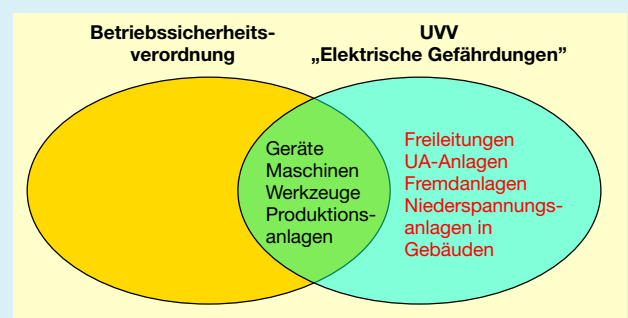 Betriebssicherheits-
verordnung
UVV
„Elektrische Gefährdungen”
Geräte
Maschinen
Werkzeuge
Produktions-
anlagen
Freileitungen
UA-Anlagen
Fremdanlagen
Niederspannungs-
anlagen in
Gebäuden